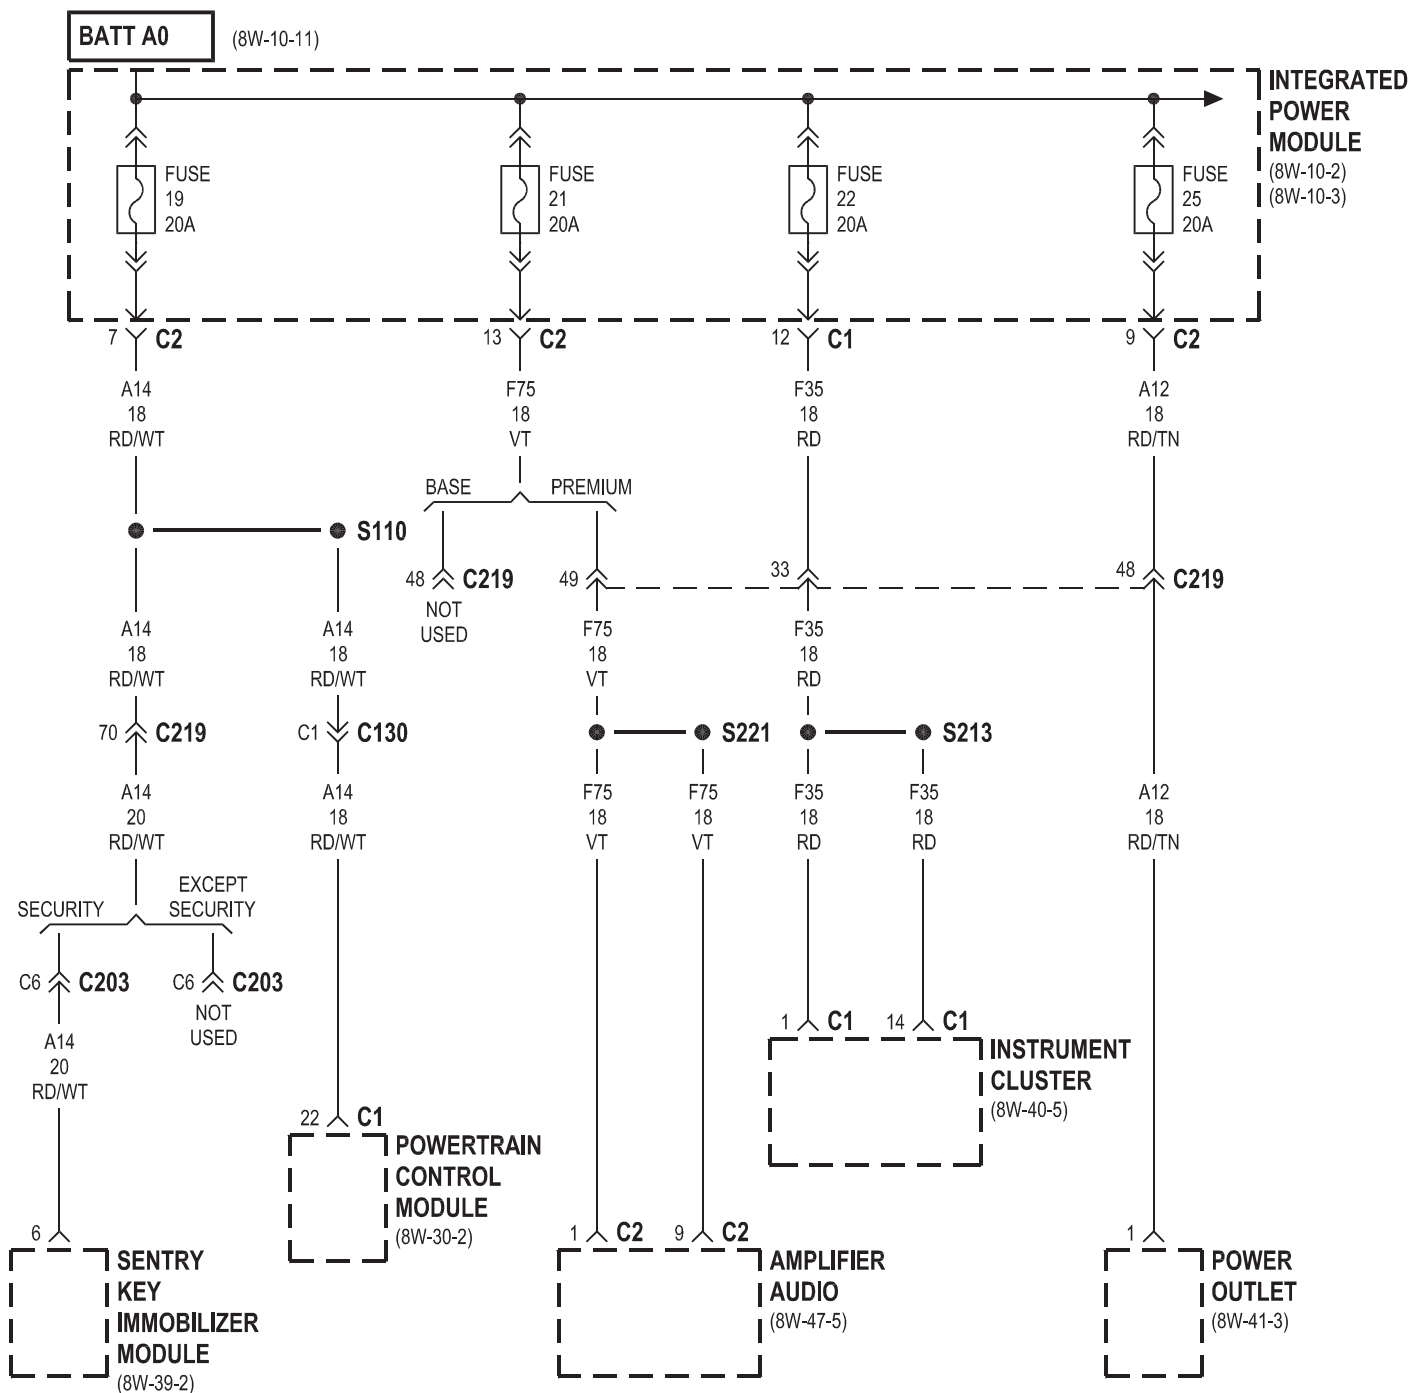 BATT A0
(8W-10-11)
INTEGRATED
POWER
MODULE
(8W-10-2)
(8W-10-3)
FUSE
19
20A
FUSE
21
20A
FUSE
22
20A
FUSE
25
20A
7 C2
13 C2
12 C1
9 C2
A14
18
RD/WT
F75
18
VT
F35
18
RD
A12
18
RD/TN
BASE
PREMIUM
S110
48 C219
NOT
USED
49
33
48 C219
A14
18
RD/WT
A14
18
RD/WT
F75
18
VT
F35
18
RD
70 C219
C1 C130
S221
S213
A14
20
RD/WT
A14
18
RD/WT
F75
18
VT
F75
18
VT
F35
18
RD
F35
18
RD
A12
18
RD/TN
SECURITY
EXCEPT
SECURITY
C6 C203
C6 C203
NOT
USED
A14
20
RD/WT
1 C1
14 C1
INSTRUMENT
CLUSTER
(8W-40-5)
22 C1
POWERTRAIN
CONTROL
MODULE
(8W-30-2)
6
SENTRY
KEY
IMMOBILIZER
MODULE
(8W-39-2)
1 C2
9 C2
AMPLIFIER
AUDIO
(8W-47-5)
1
POWER
OUTLET
(8W-41-3)